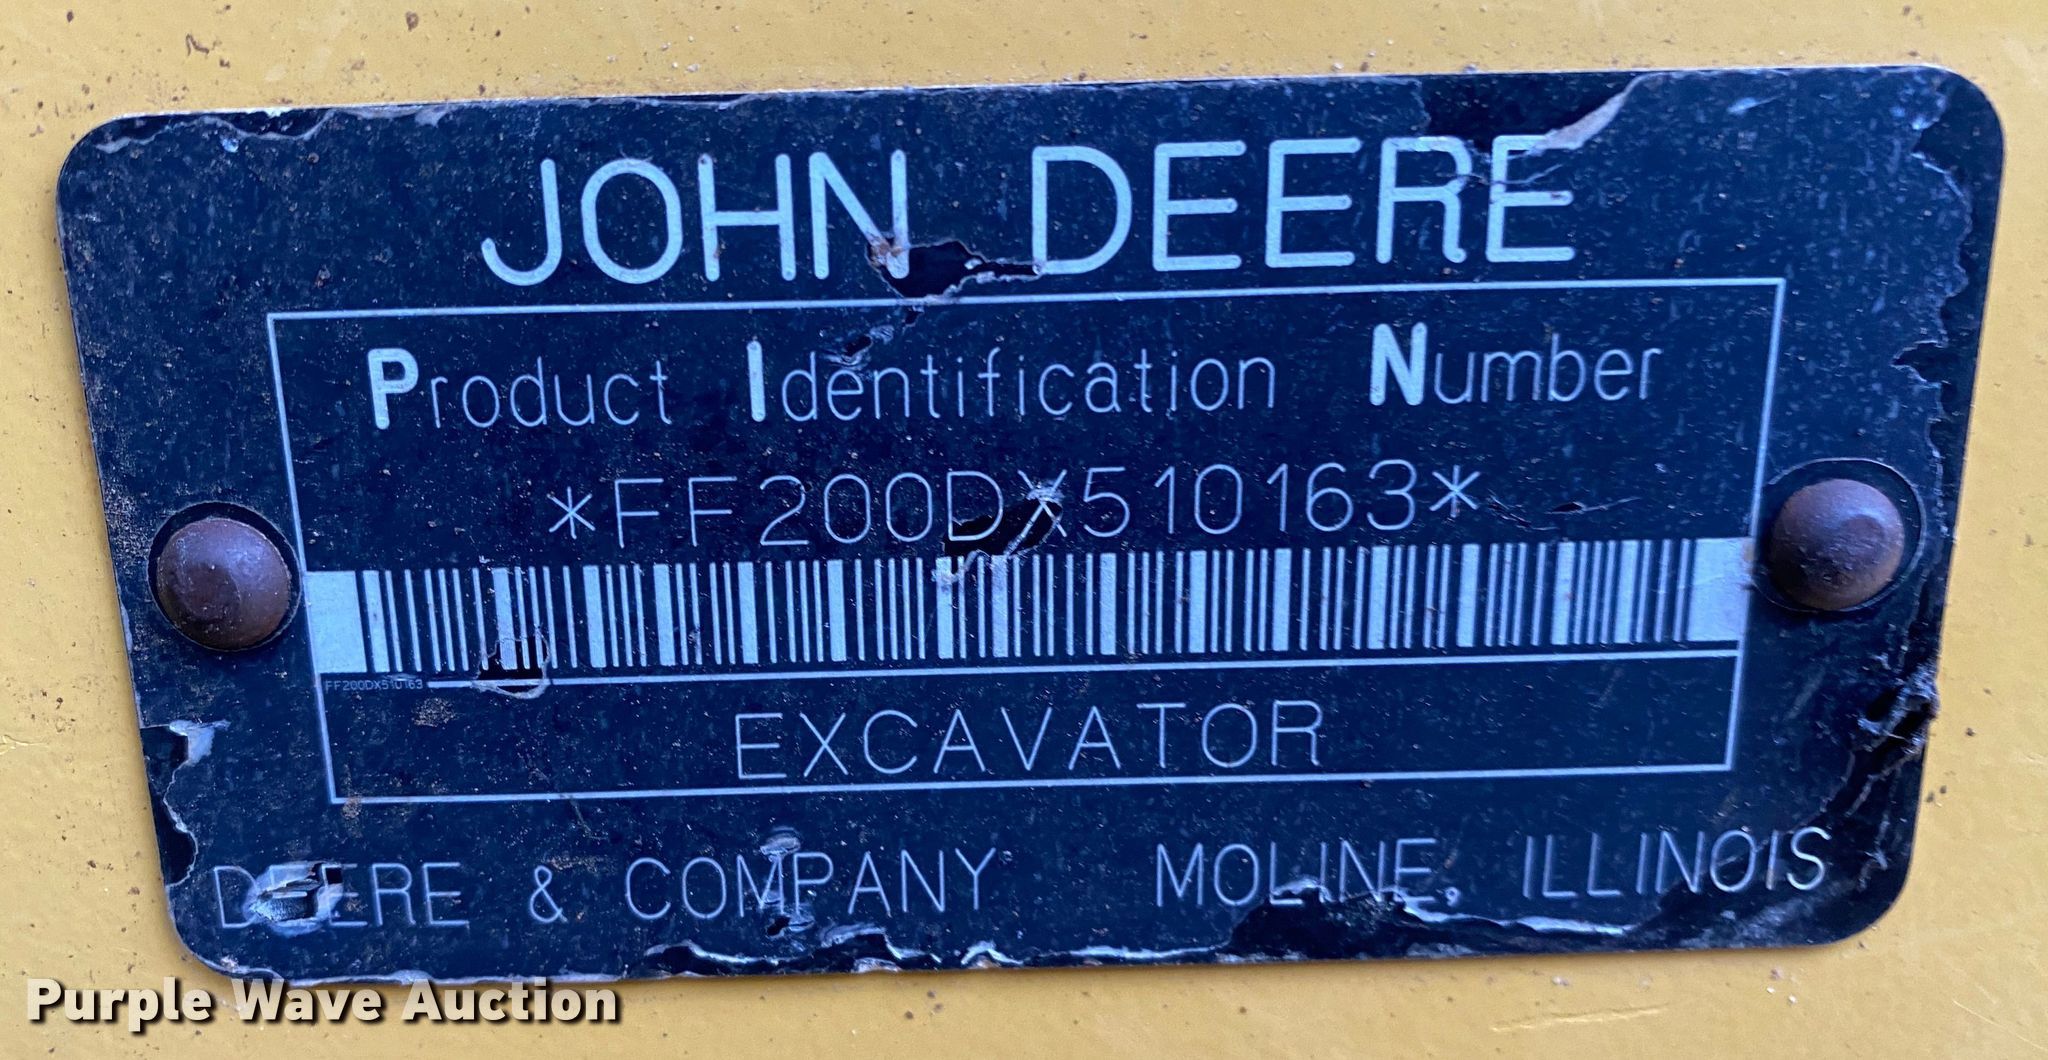 JOHN DEERE
Product Identification Number
*FF200DX510163*
FF200DX510163
EXCAVATOR
DEERE & COMPANY MOLINE, ILLINOIS
Purple Wave Auction